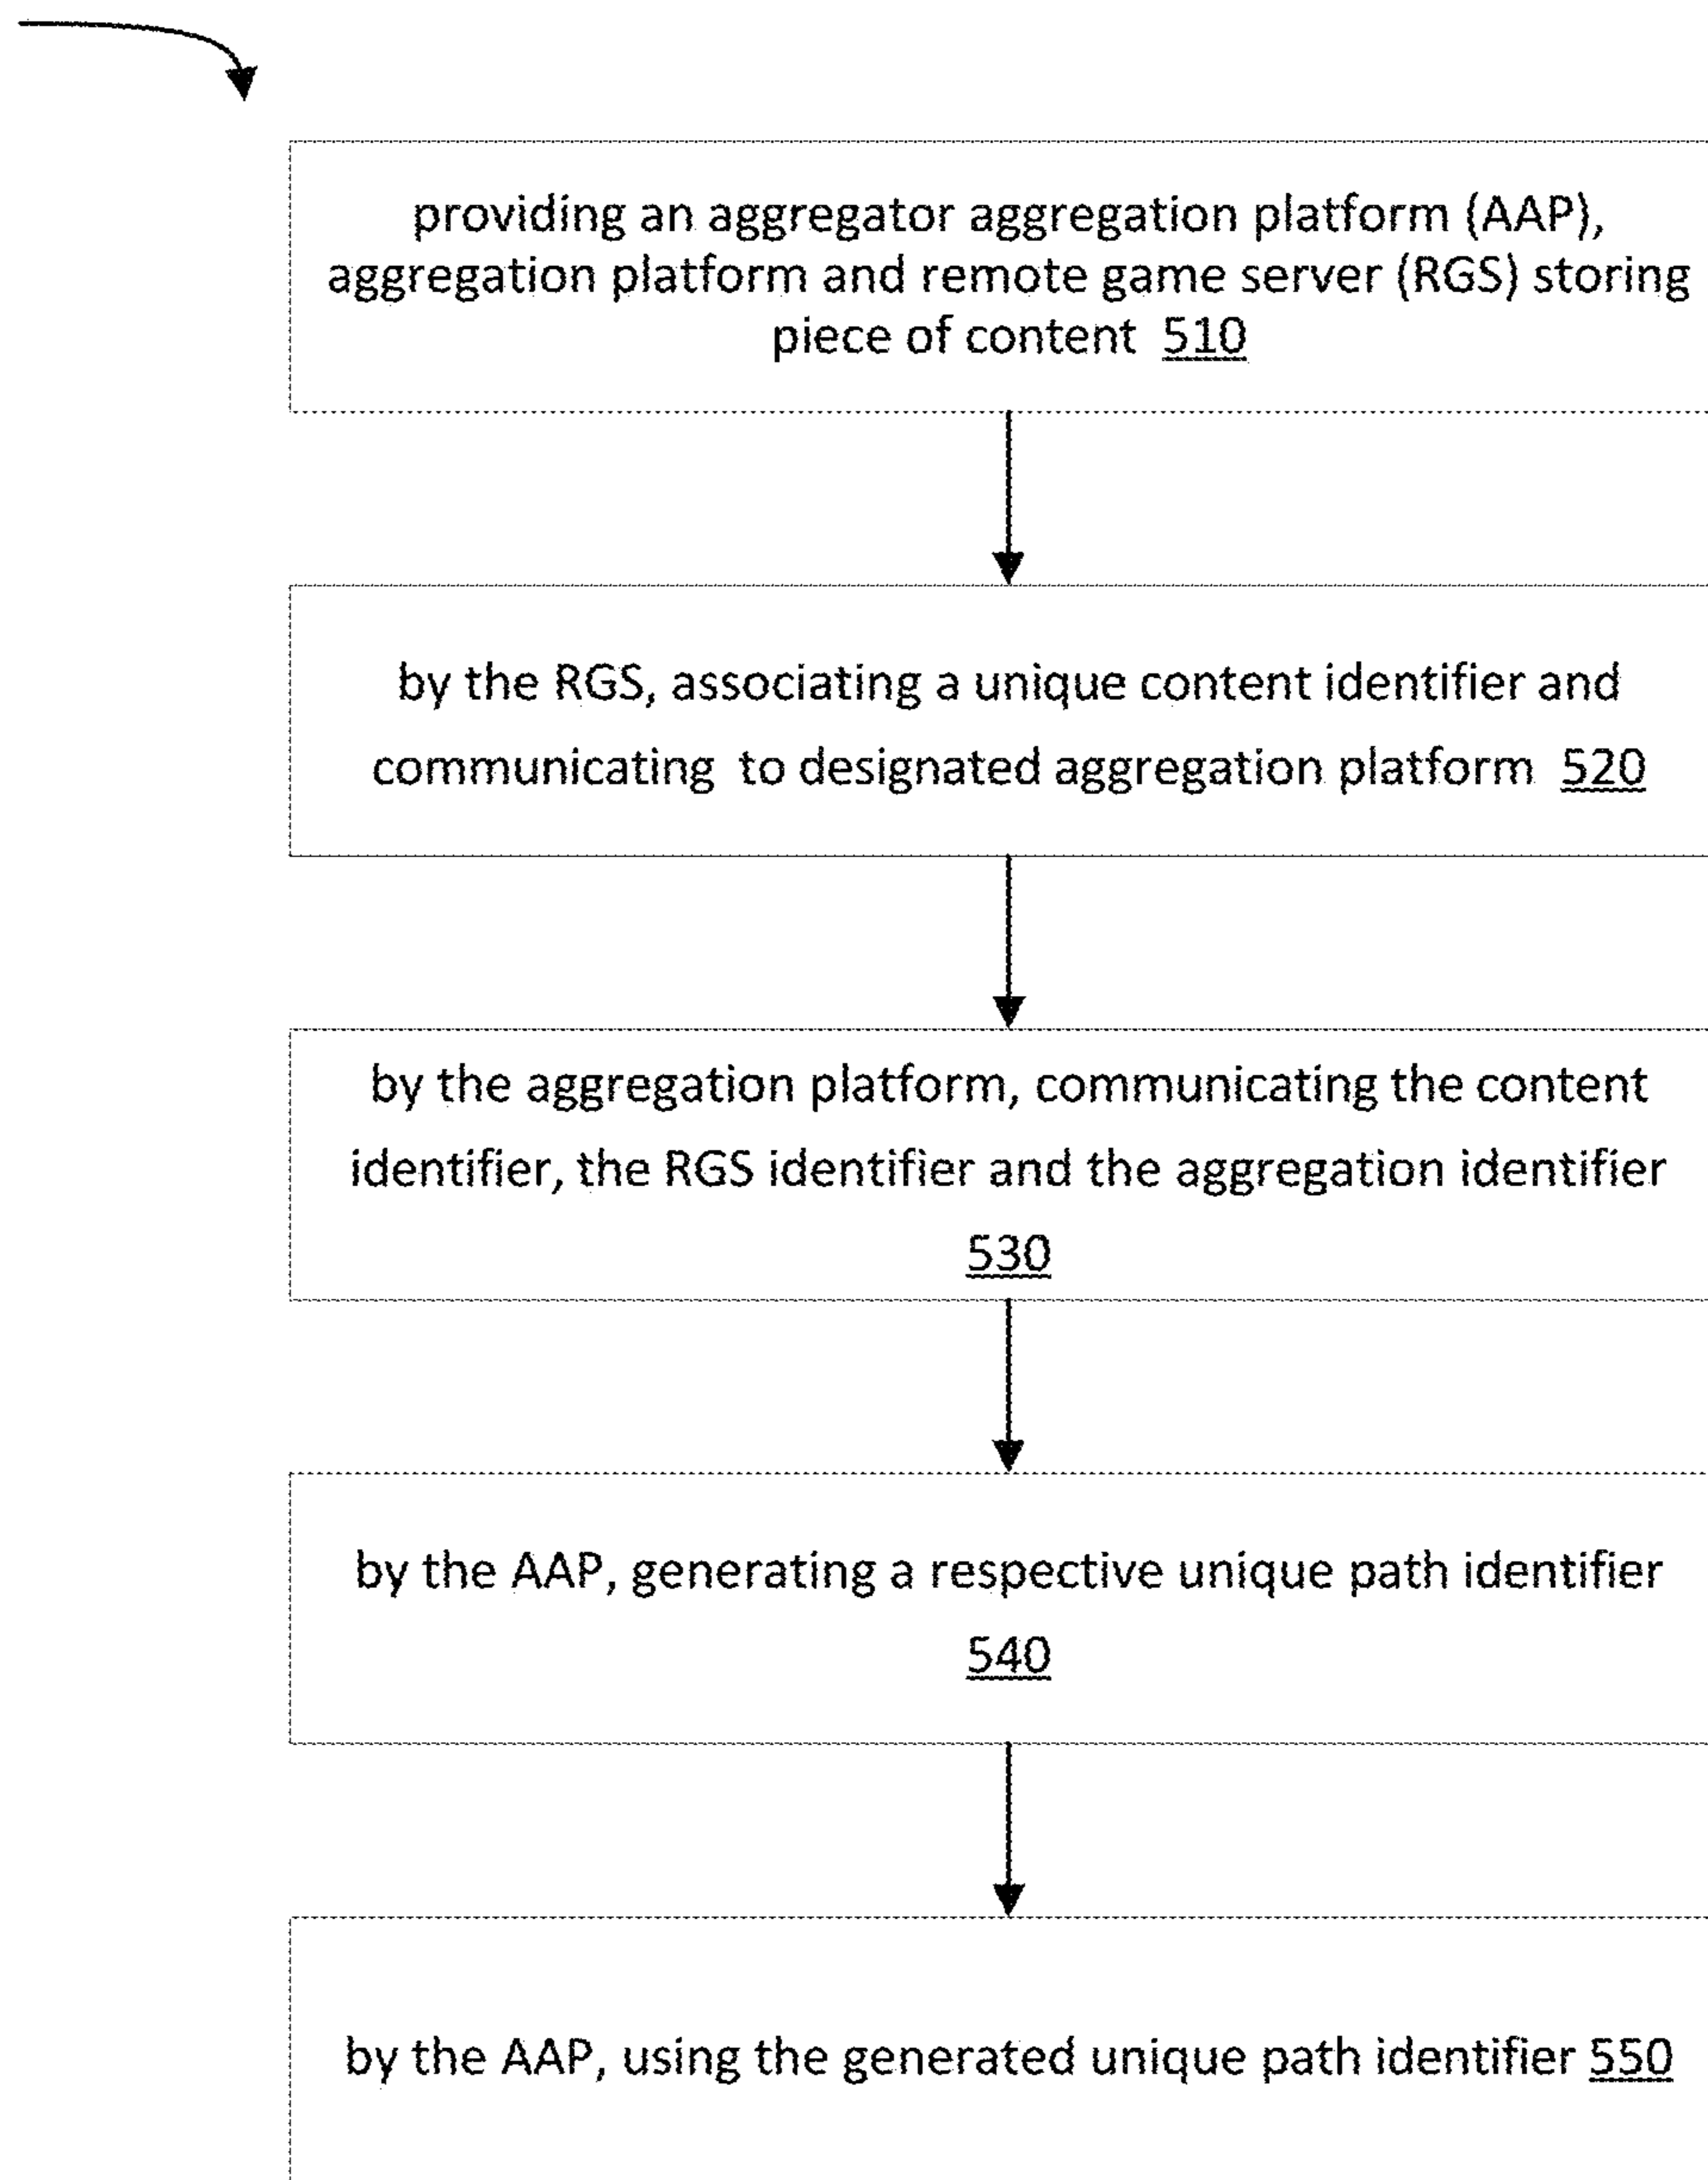 providing an aggregator aggregation platform (AAP),
aggregation platform and remote game server (RGS) storing
piece of content 510
by the RGS, associating a unique content identifier and
communicating to designated aggregation platform 520
by the aggregation platform, communicating the content
identifier, the RGS identifier and the aggregation identifier
530
by the AAP, generating a respective unique path identifier
540
by the AAP, using the generated unique path identifier 550